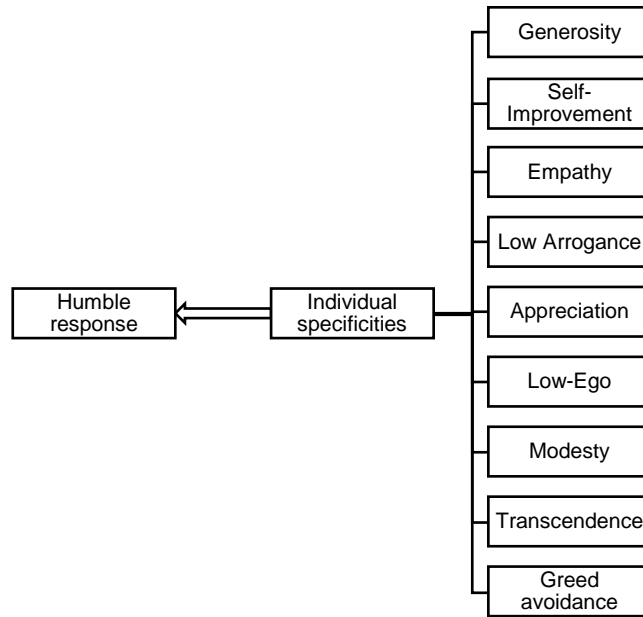 Generosity
Self-
Improvement
Empathy
Low Arrogance
Humble
response
Individual
specificities
Appreciation
Low-Ego
Modesty
Transcendence
Greed
avoidance